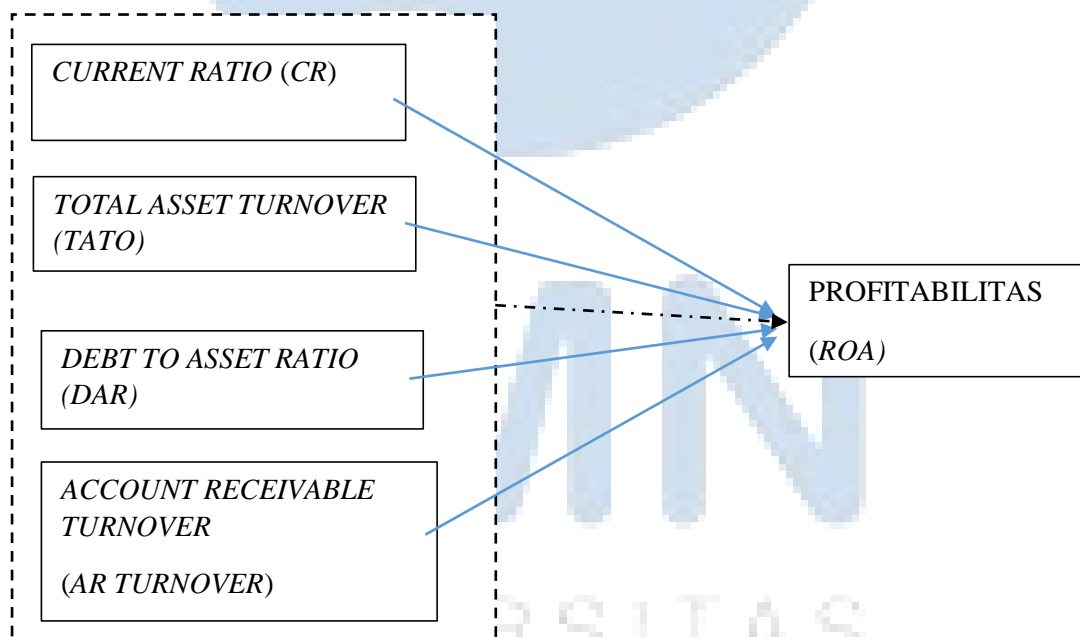 CURRENT RATIO (CR)
TOTAL ASSET TURNOVER
(TATO)
DEBT TO ASSET RATIO
(DAR)
ACCOUNT RECEIVABLE
TURNOVER
(AR TURNOVER)
PROFITABILITAS
(ROA)
RSITAS